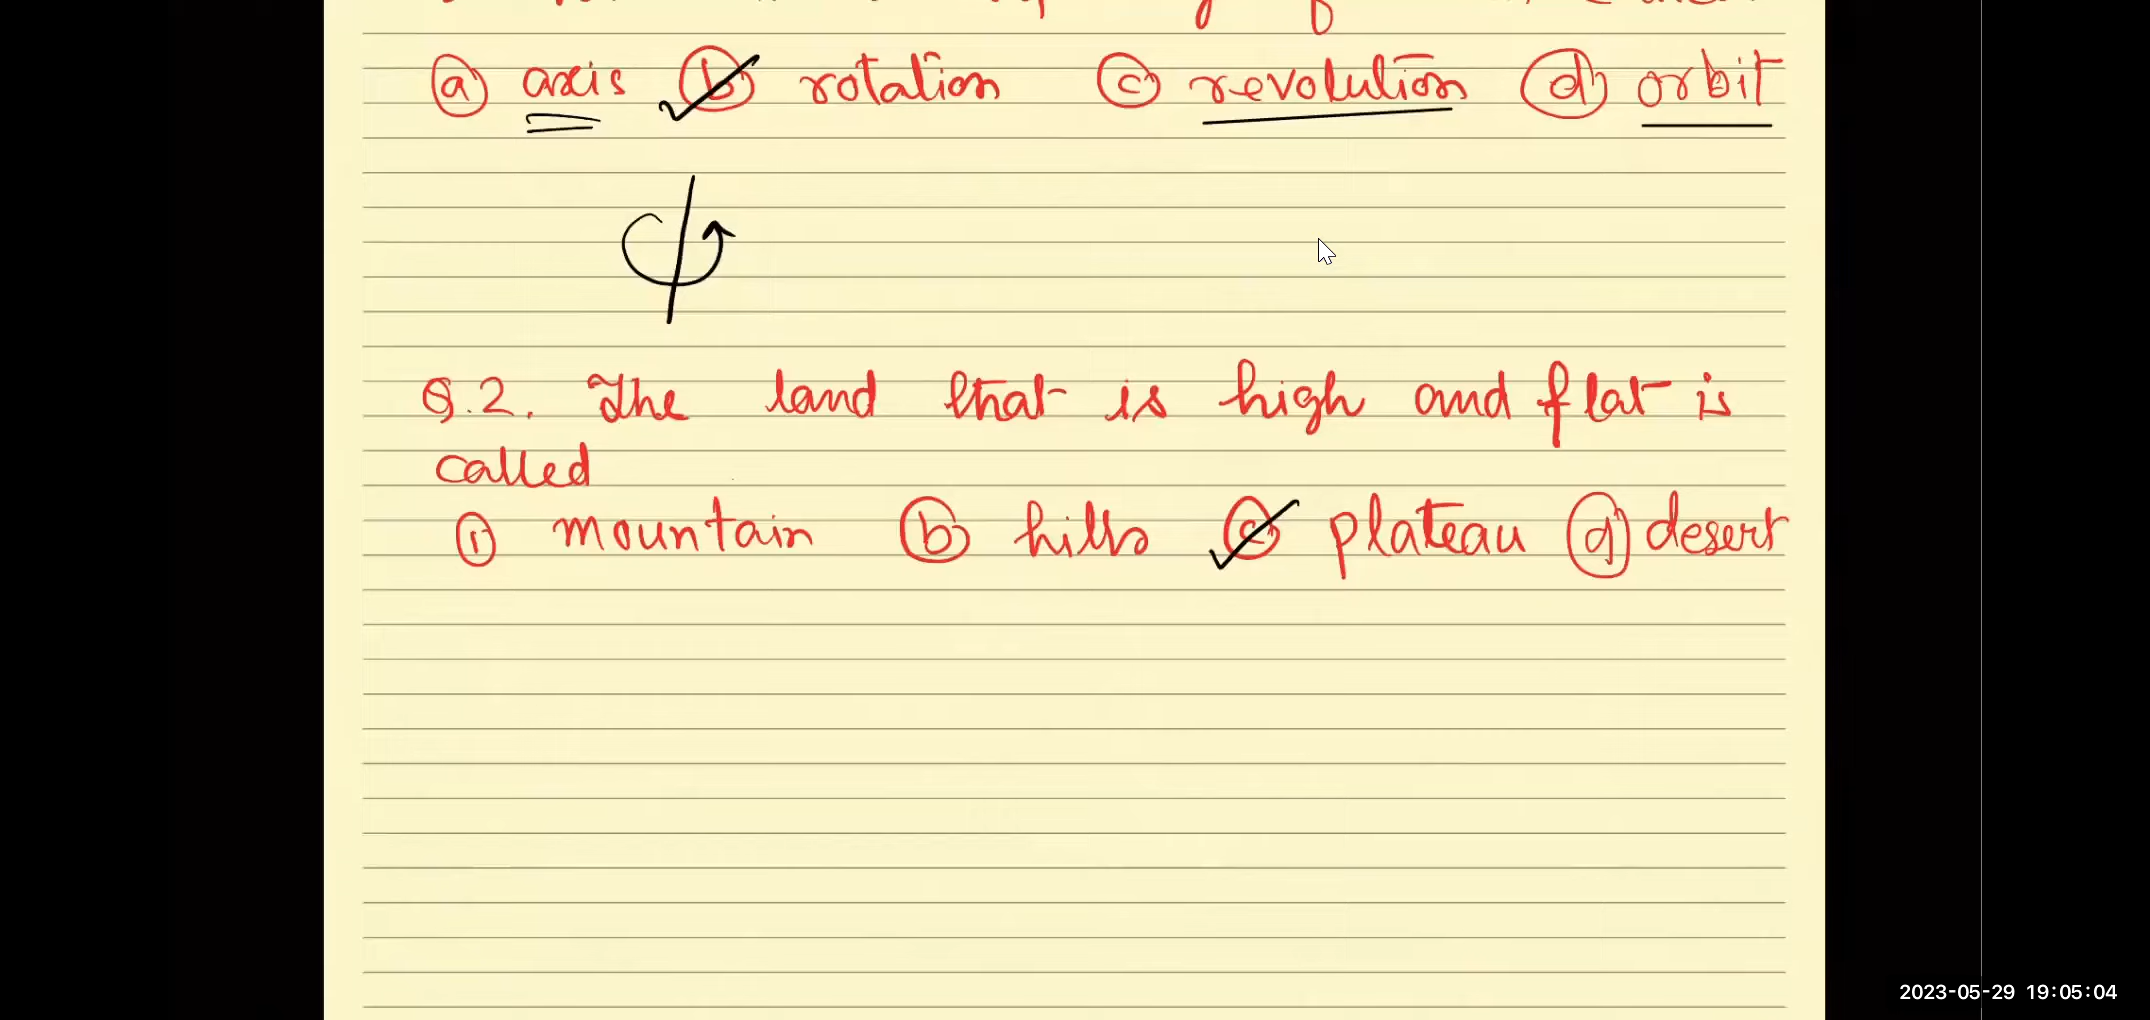 (a) axis (b) rotation (c) revolution (d) orbit
Q.2. The land that is high and flat is
called
(1) mountain (b) hills (c) plateau (d) desert
2023-05-29 19:05:04